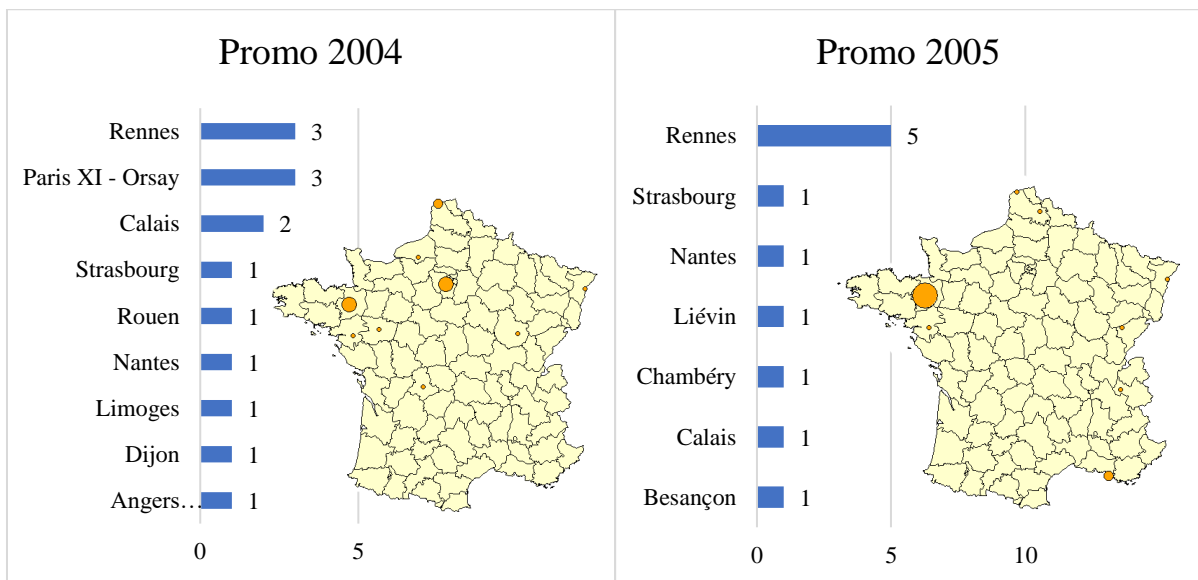 Promo 2004
Rennes 3
Paris XI - Orsay 3
Calais 2
Strasbourg 1
Rouen 1
Nantes 1
Limoges 1
Dijon 1
Angers… 1
0 5
Promo 2005
Rennes 5
Strasbourg 1
Nantes 1
Liévin 1
Chambéry 1
Calais 1
Besançon 1
0 5 10